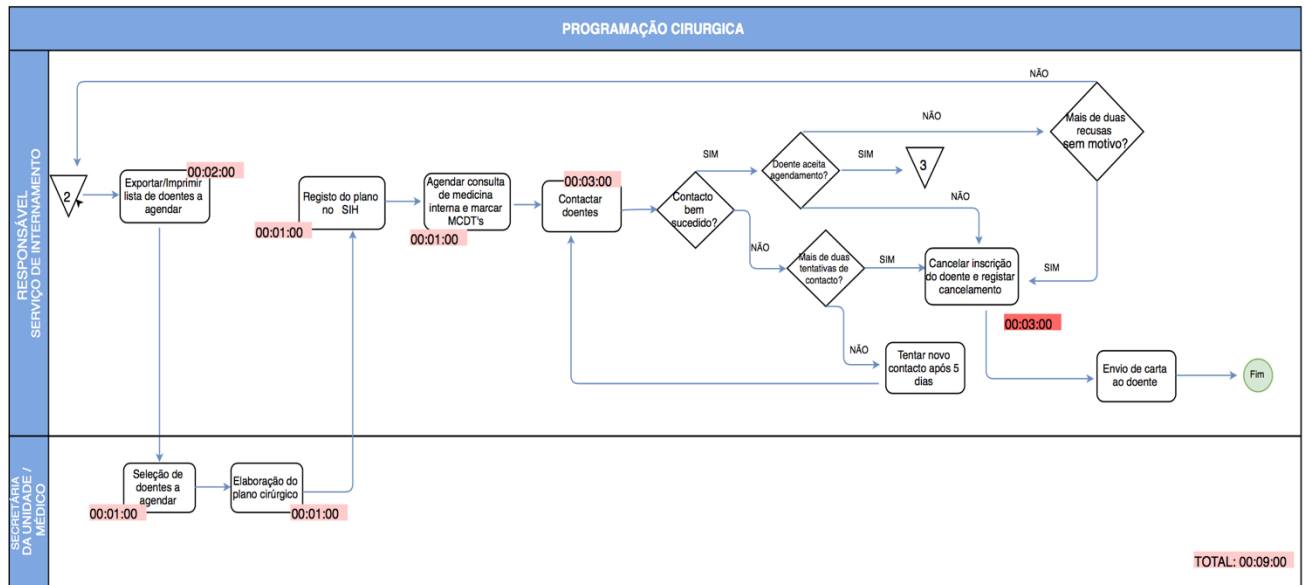 PROGRAMAÇÃO CIRURGICA
RESPONSÁVEL
SERVIÇO DE INTERNAMENTO
NÃO
Mais de duas
recusas
sem motivo?
NÃO
SIM
Doente aceita
agendamento?
SIM
3
2
00:02:00
Exportar/Imprimir
lista de doentes a
agendar
Registo do plano
no SIH
00:01:00
Agendar consulta
de medicina
interna e marcar
MCDT's
00:01:00
00:03:00
Contactar
doentes
Contacto
bem
sucedido?
NÃO
Mais de duas
tentativas de
contacto?
SIM
Cancelar inscrição
do doente e registar
cancelamento
SIM
00:03:00
NÃO
Tentar novo
contacto após 5
dias
Envio de carta
ao doente
Fim
SECRETÁRIA
DA UNIDADE /
MÉDICO
Seleção de
doentes a
agendar
00:01:00
Elaboração do
plano cirúrgico
00:01:00
TOTAL: 00:09:00